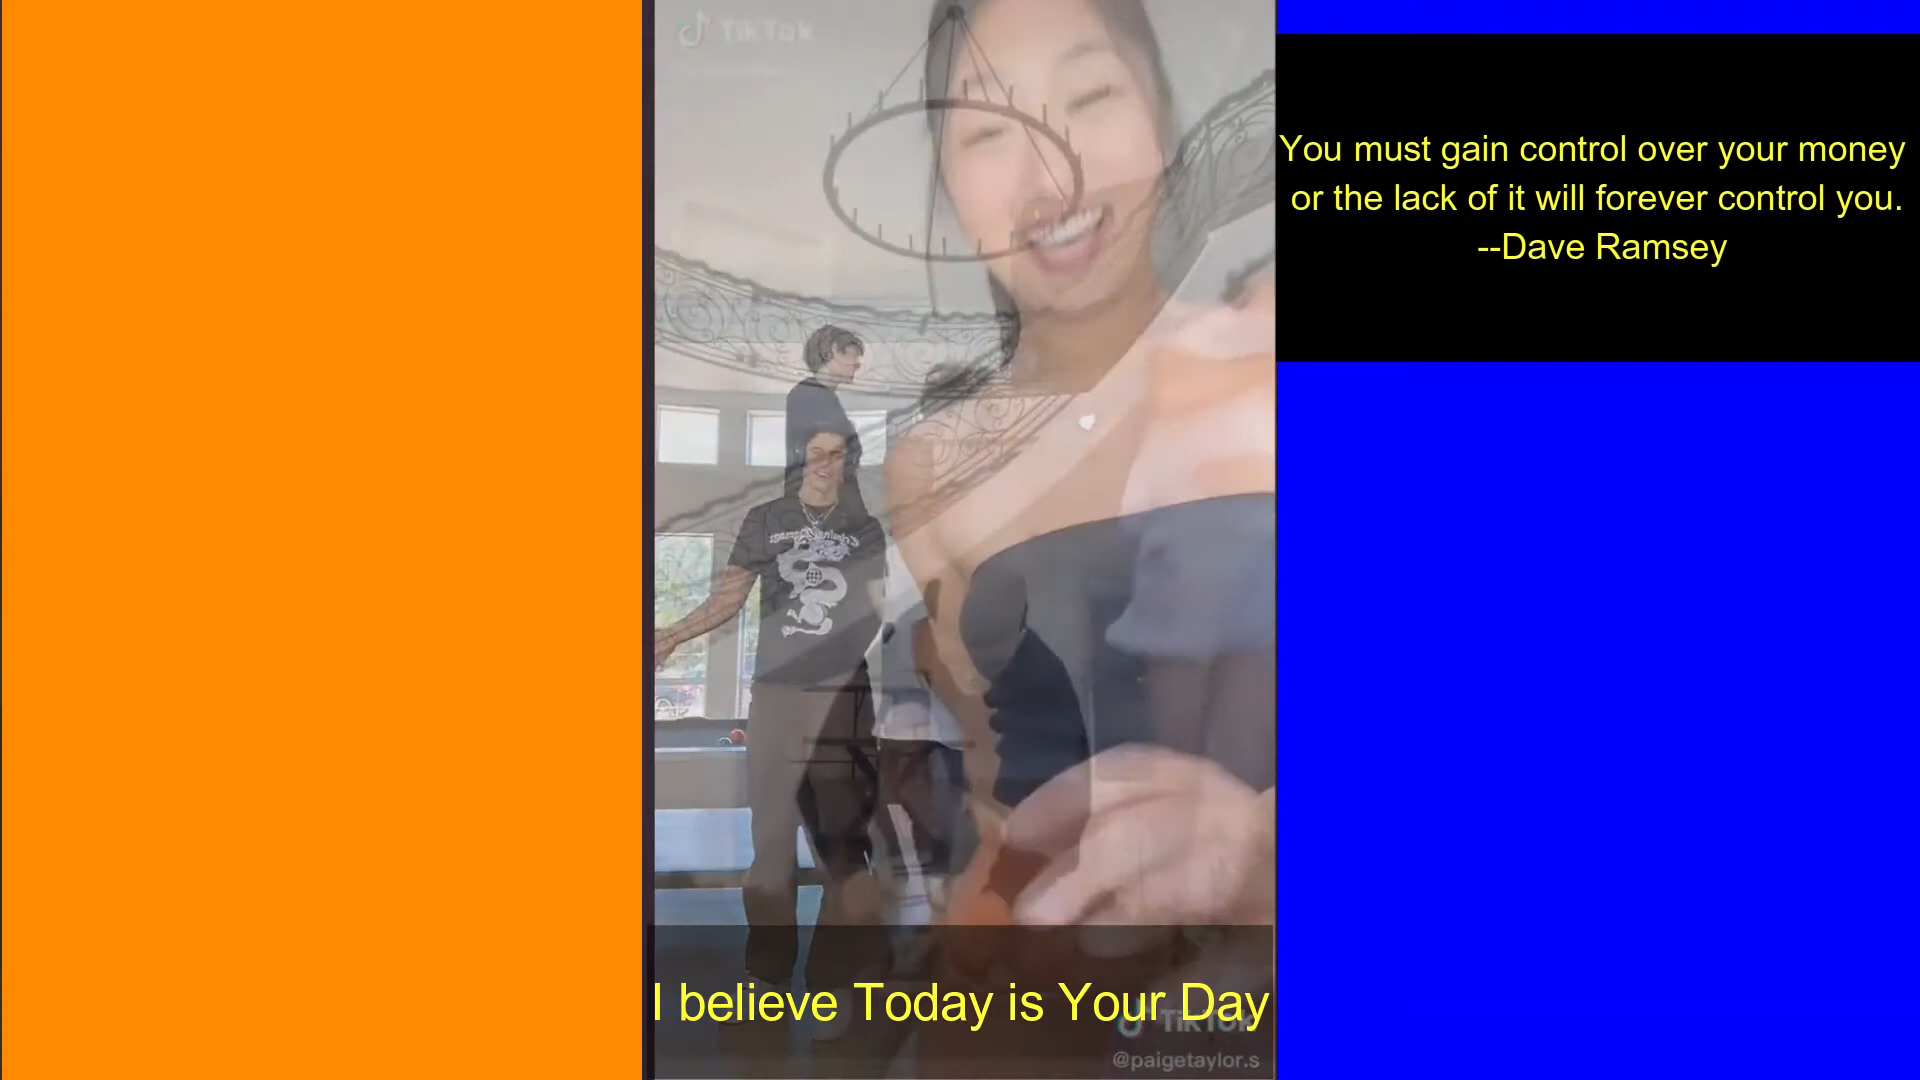 TikTok
You must gain control over your money
or the lack of it will forever control you.
--Dave Ramsey
I believe Today is Your Day
TikTok
@paigetaylor.s